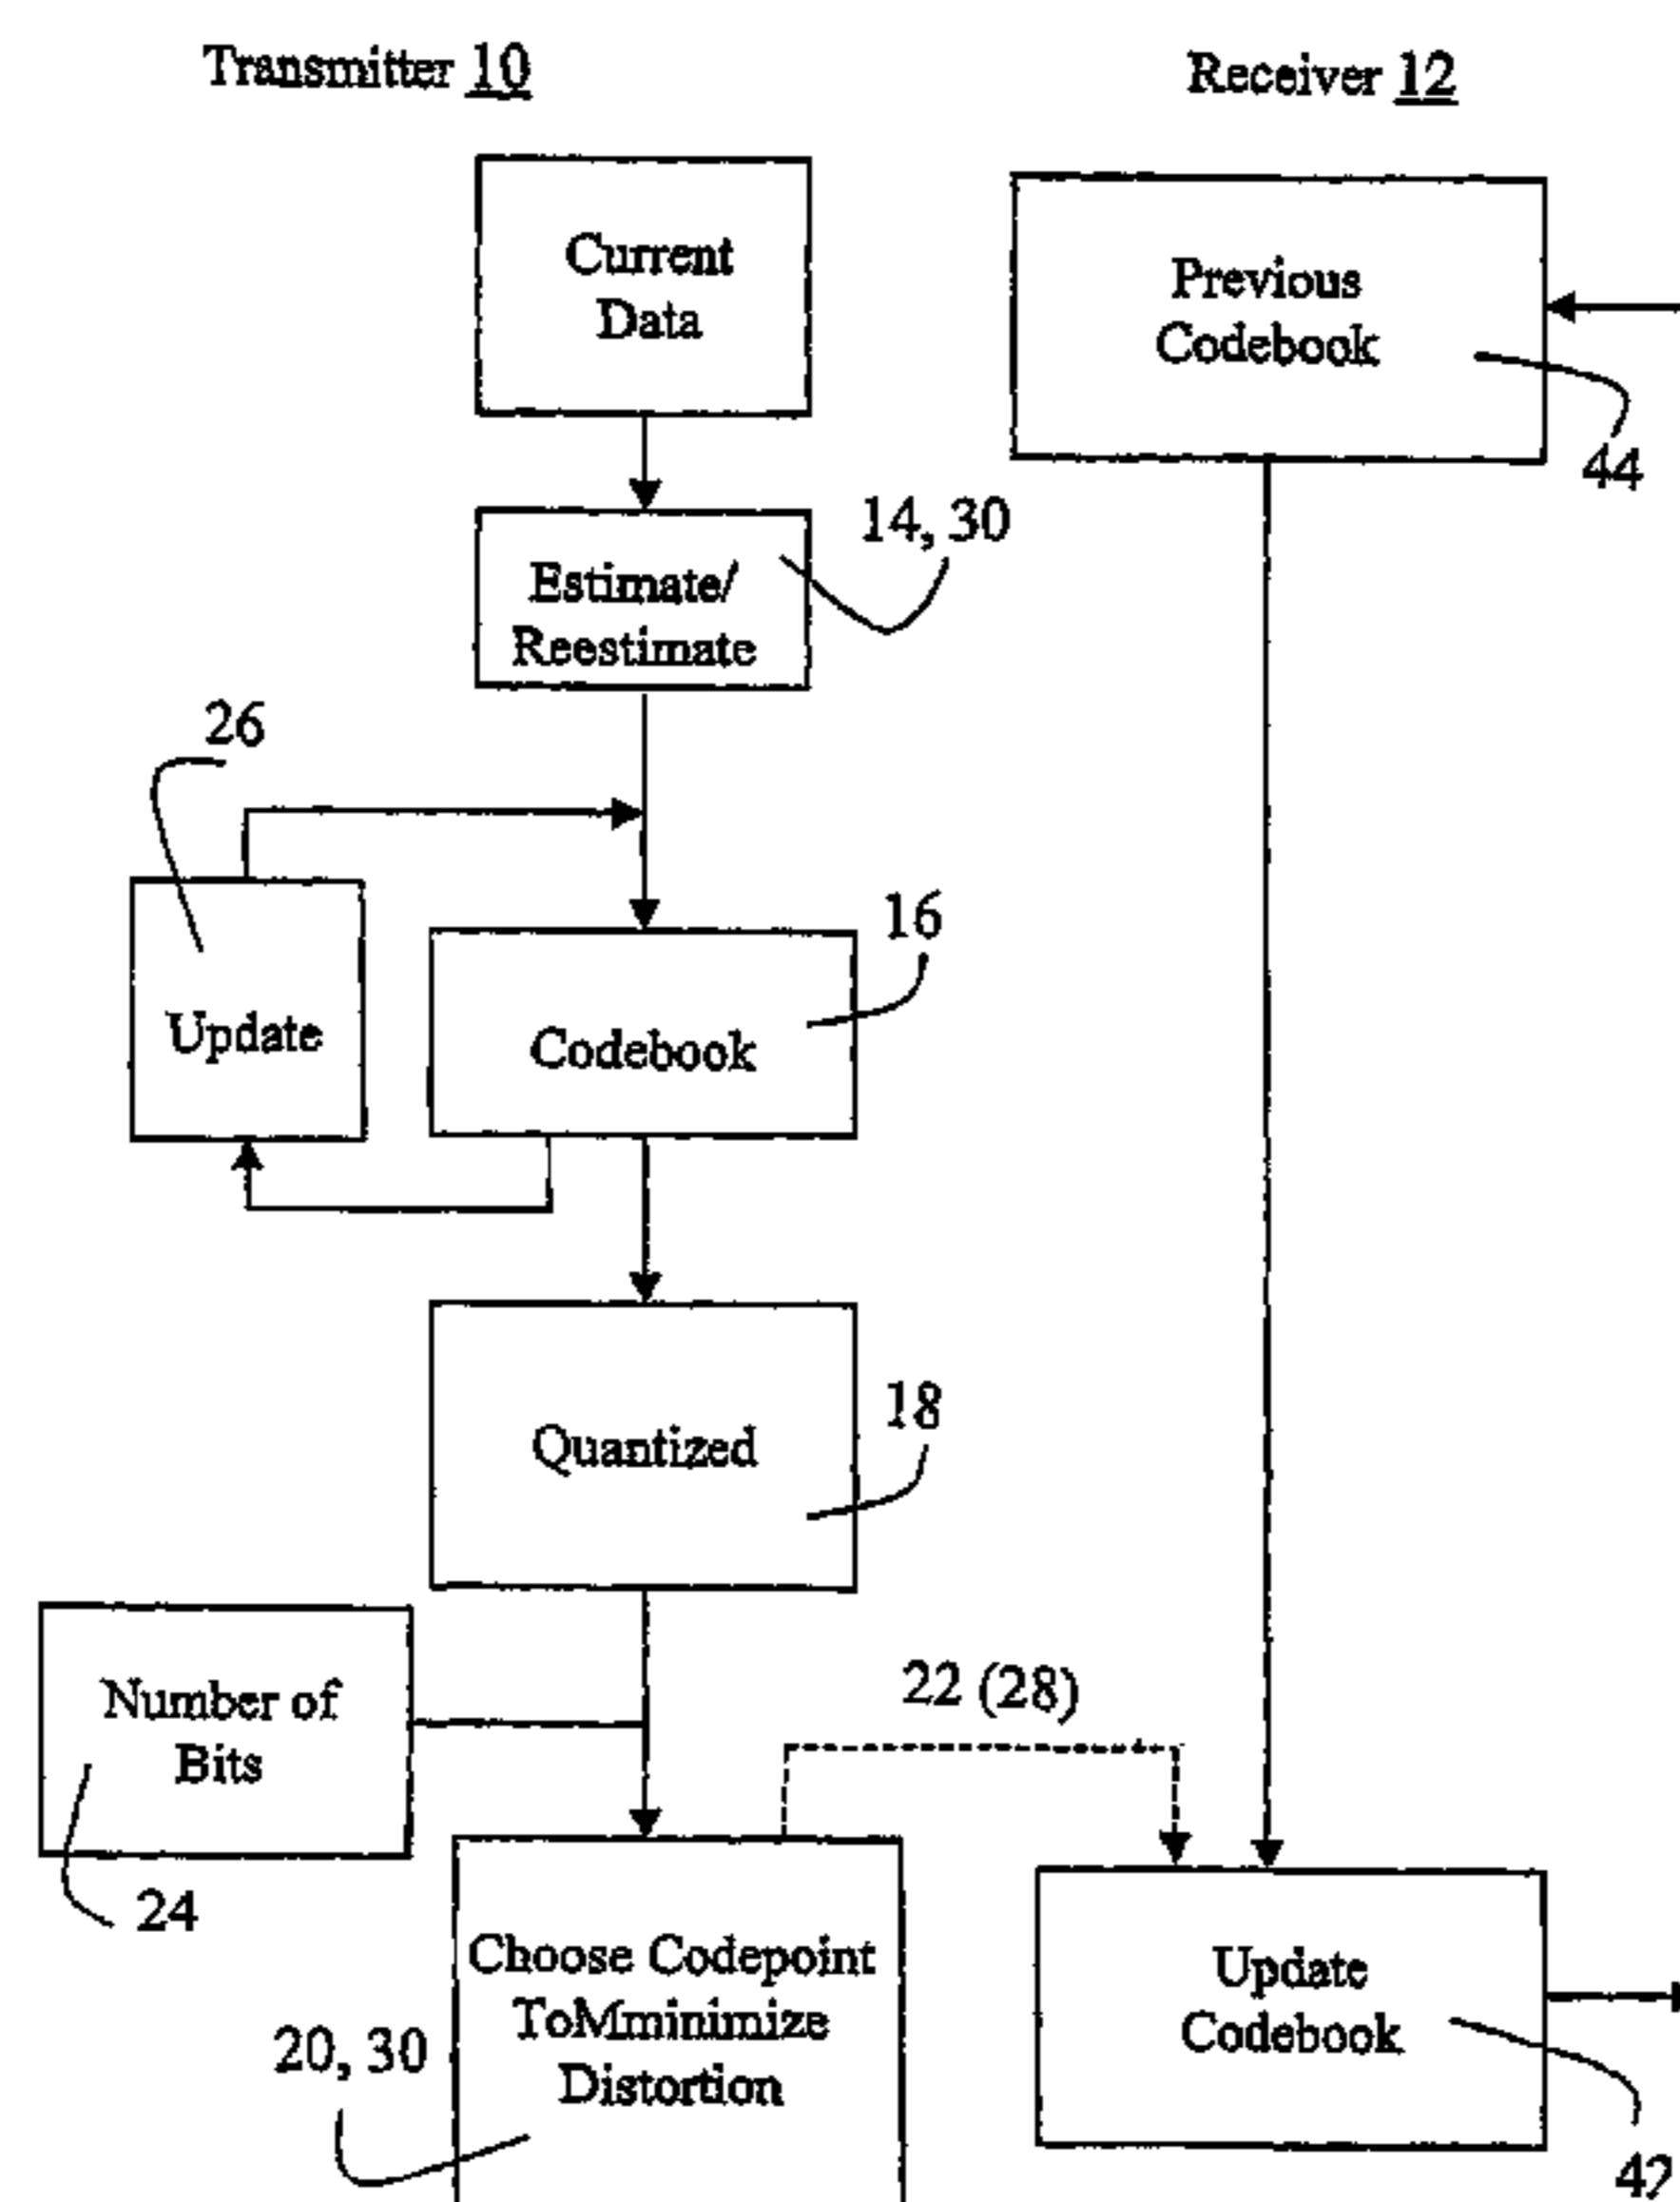 Transmitter 10
Receiver 12
Current
Data
Previous
Codebook
44
14, 30
Estimate/
Reestimate
26
16
Update
Codebook
18
Quantized
22 (28)
Number of
Bits
24
Choose Codepoint
ToMminimize
Distortion
20, 30
Update
Codebook
42